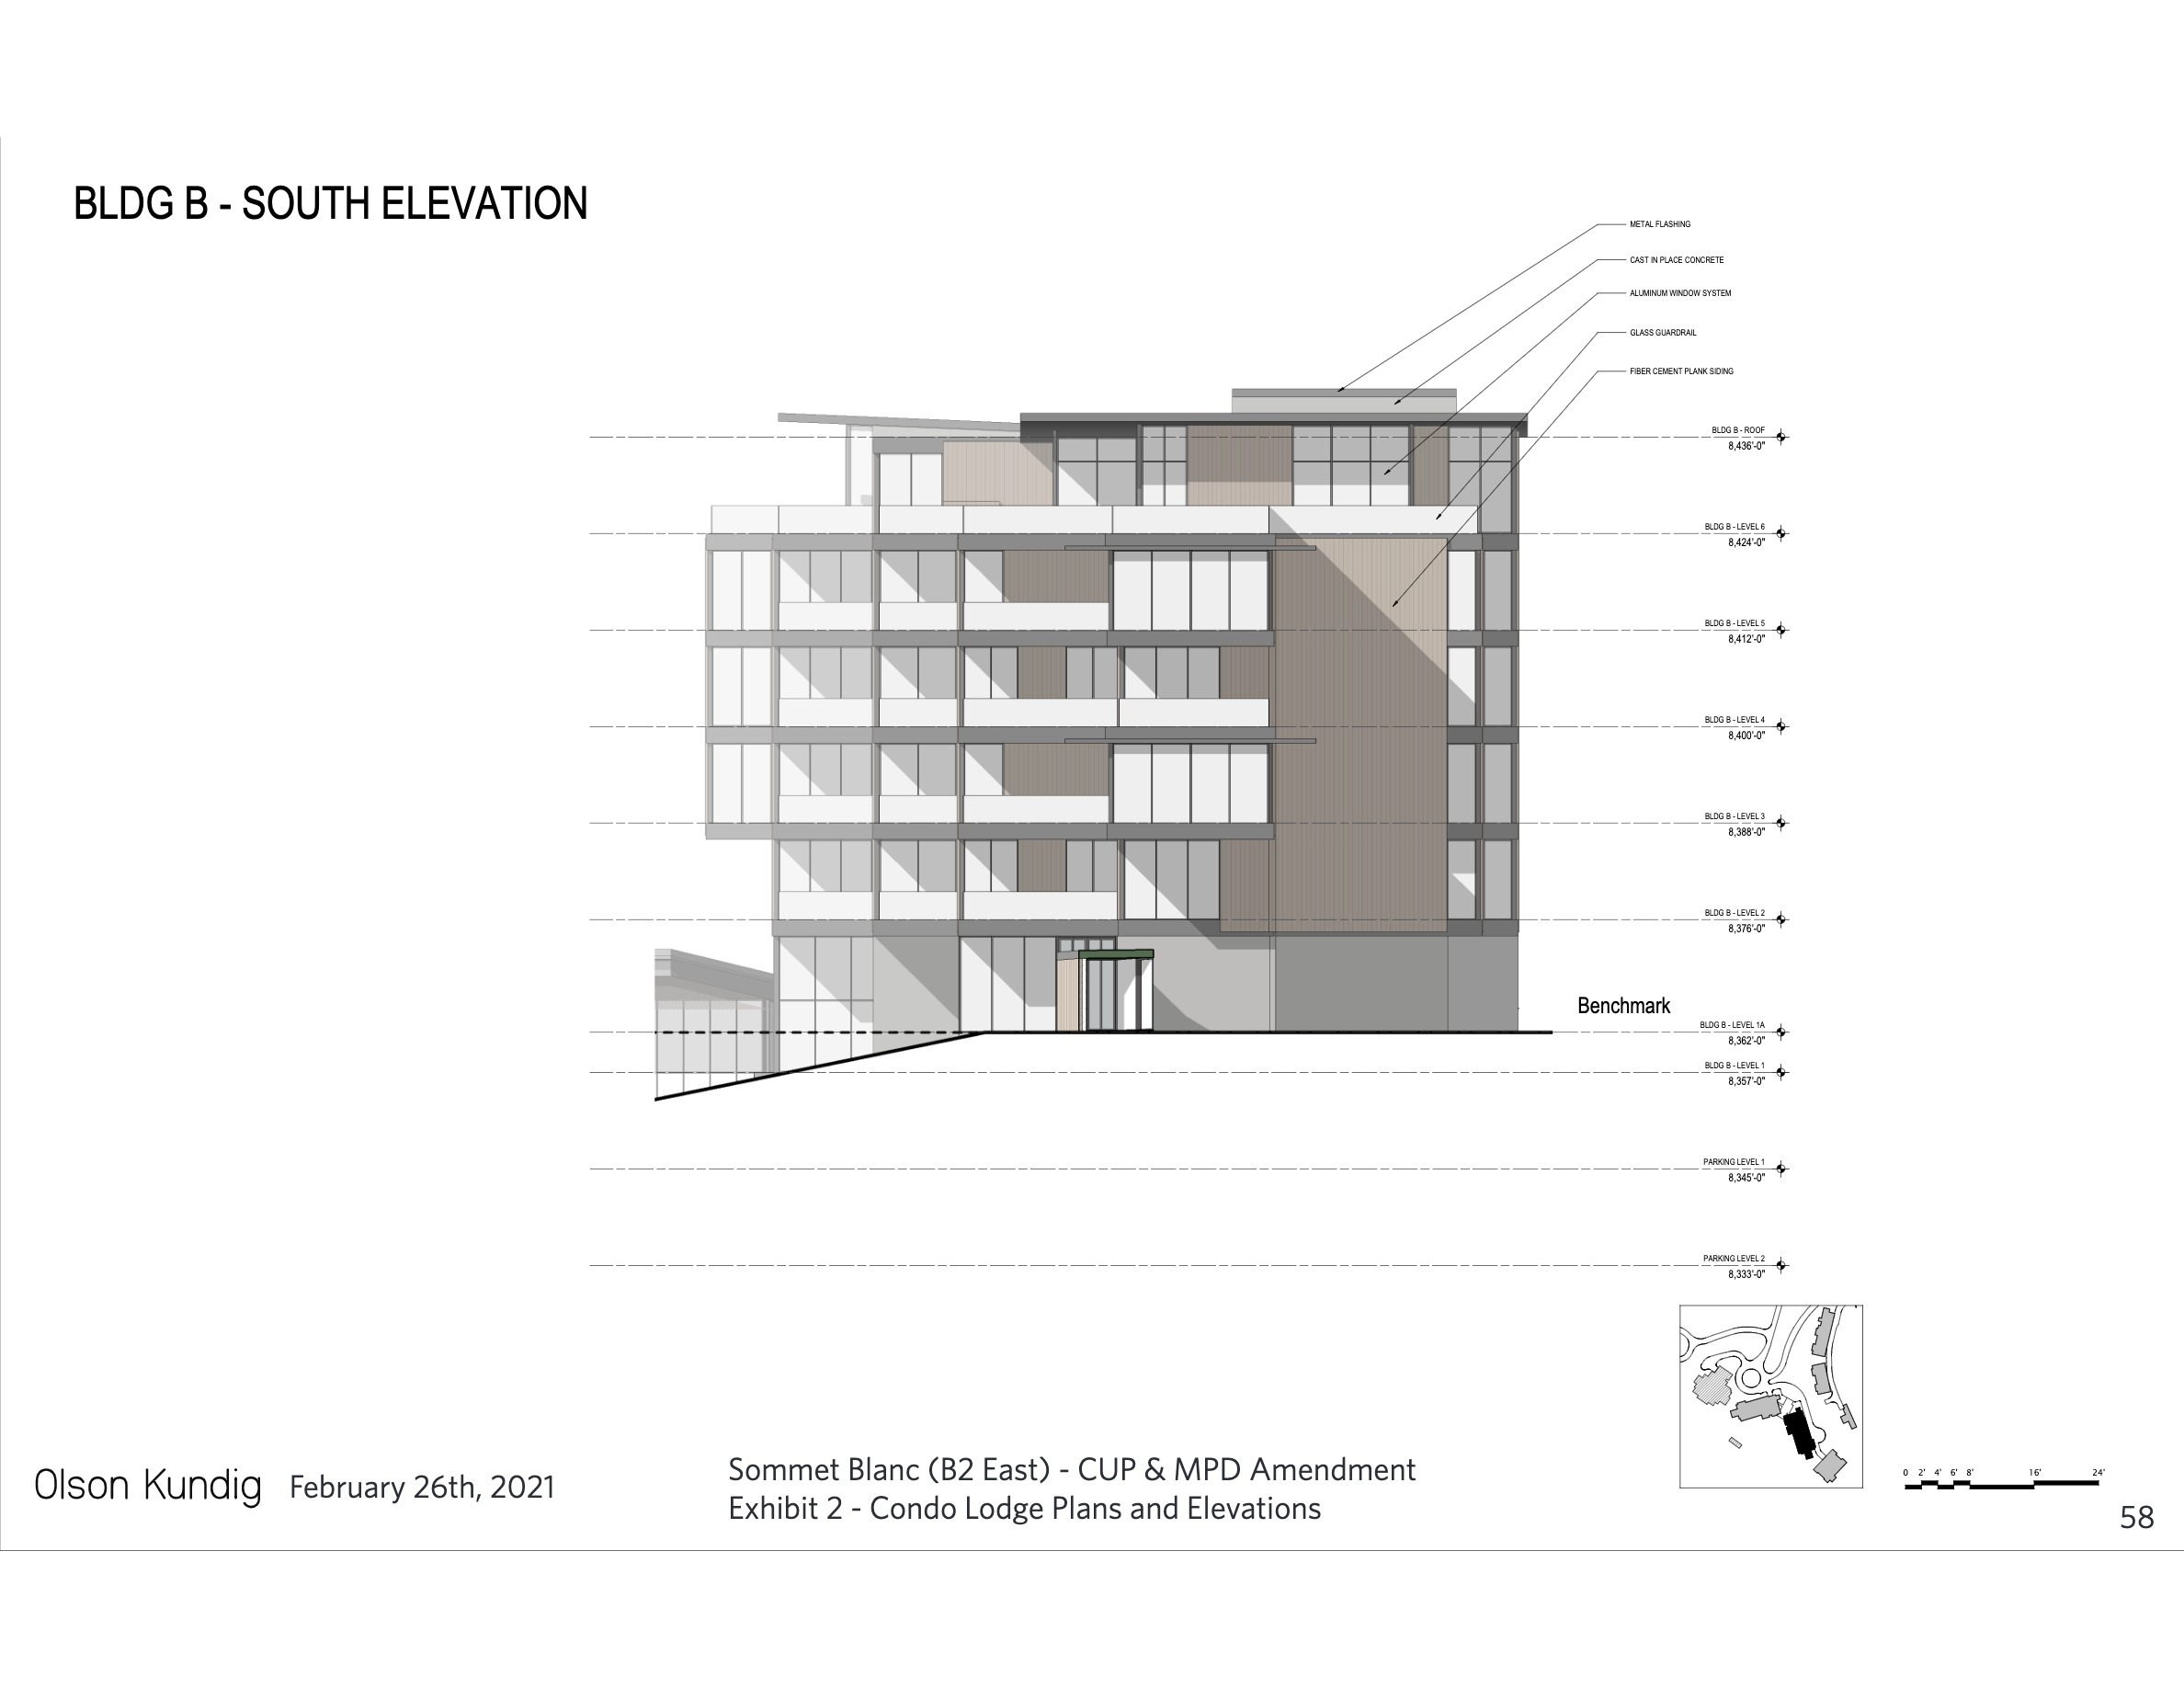 BLDG B - SOUTH ELEVATION
METAL FLASHING
CAST IN PLACE CONCRETE
ALUMINUM WINDOW SYSTEM
GLASS GUARDRAIL
FIBER CEMENT PLANK SIDING
BLDG B - ROOF
8,436'-0"
BLDG B - LEVEL 6
8,424'-0"
BLDG B - LEVEL 5
8,412'-0"
BLDG B - LEVEL 4
8,400'-0"
BLDG B - LEVEL 3
8,388'-0"
BLDG B - LEVEL 2
8,376'-0"
Benchmark
BLDG B - LEVEL 1A
8,362'-0"
BLDG B - LEVEL 1
8,357'-0"
PARKING LEVEL 1
8,345'-0"
PARKING LEVEL 2
8,333'-0"
0 2' 4' 6' 8' 16' 24'
Olson Kundig February 26th, 2021
Sommet Blanc (B2 East) - CUP & MPD Amendment
Exhibit 2 - Condo Lodge Plans and Elevations
58